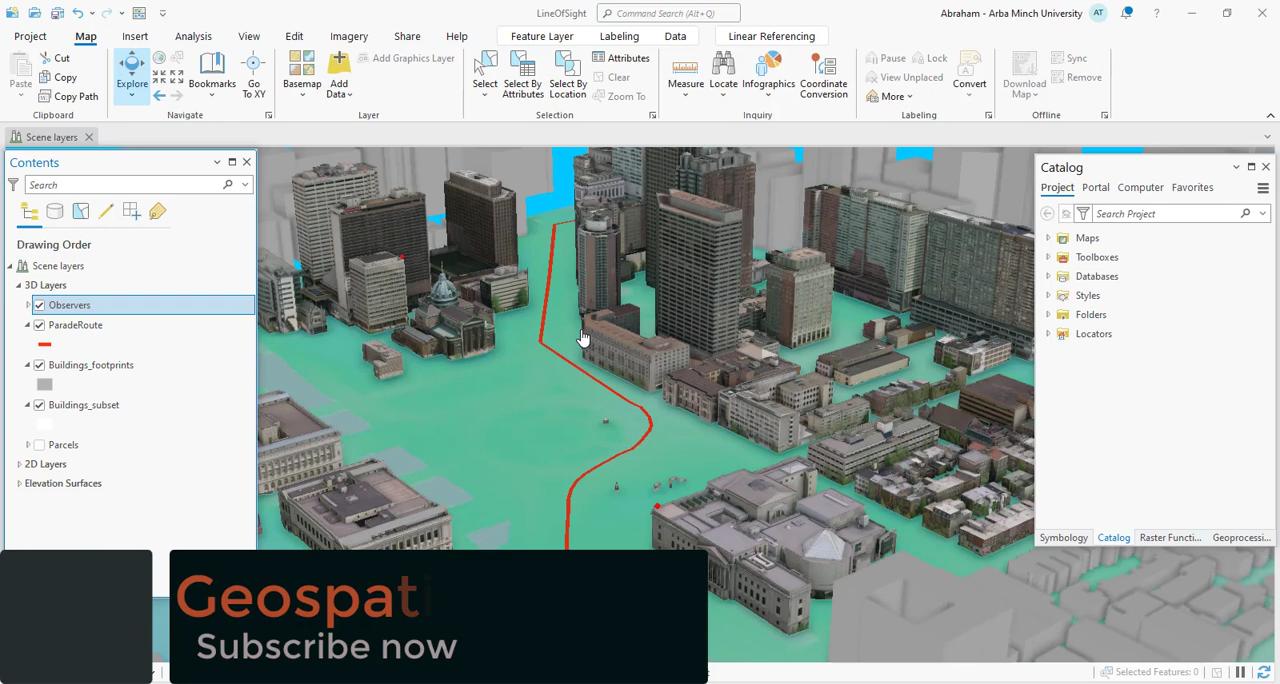 LineOfSight
Command Search (Alt+Q)
Abraham - Arba Minch University
AT
?
Project Map Insert Analysis View Edit Imagery Share Help Feature Layer Labeling Data Linear Referencing
Paste
Cut
Copy
Copy Path
Clipboard
Explore
Bookmarks
Go To XY
Navigate
Basemap
Add Data
Add Graphics Layer
Layer
Select
Select By Attributes
Select By Location
Attributes
Clear
Zoom To
Selection
Measure
Locate
Infographics
Coordinate Conversion
Inquiry
Pause
Lock
View Unplaced
More
Convert
Labeling
Download Map
Sync
Remove
Offline
Scene layers
Contents
Search
Drawing Order
Scene layers
3D Layers
Observers
ParadeRoute
Buildings_footprints
Buildings_subset
Parcels
2D Layers
Elevation Surfaces
Catalog
Project Portal Computer Favorites
Search Project
Maps
Toolboxes
Databases
Styles
Folders
Locators
Symbology Catalog Raster Functi... Geoprocessi...
Geospati
Subscribe now
Selected Features: 0